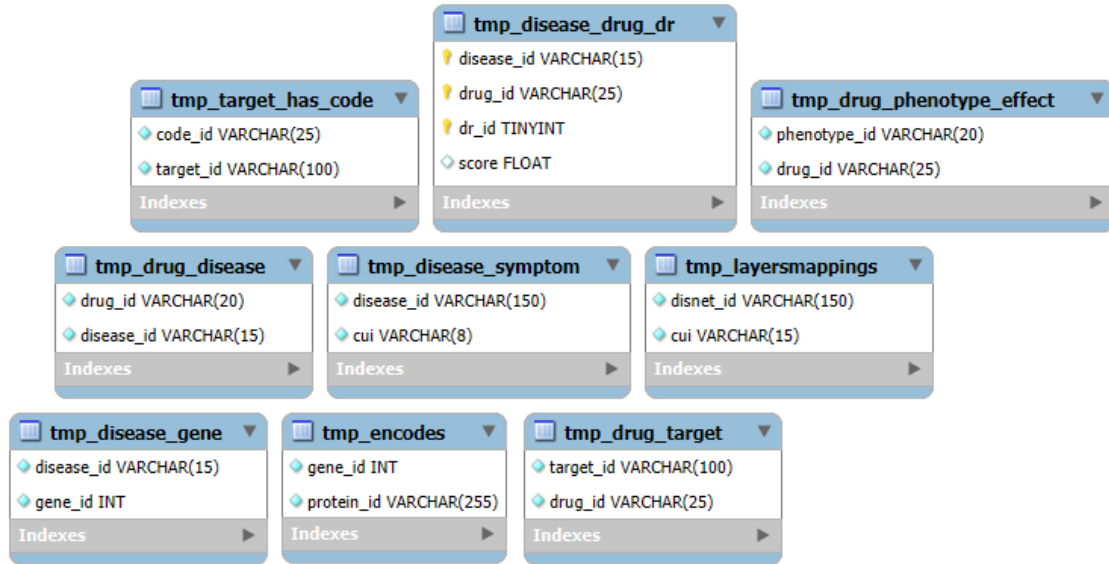 tmp_disease_drug_dr
disease_id VARCHAR(15)
drug_id VARCHAR(25)
dr_id TINYINT
score FLOAT
Indexes
tmp_target_has_code
code_id VARCHAR(25)
target_id VARCHAR(100)
Indexes
tmp_drug_phenotype_effect
phenotype_id VARCHAR(20)
drug_id VARCHAR(25)
Indexes
tmp_drug_disease
drug_id VARCHAR(20)
disease_id VARCHAR(15)
Indexes
tmp_disease_symptom
disease_id VARCHAR(150)
cui VARCHAR(8)
Indexes
tmp_layersmappings
disnet_id VARCHAR(150)
cui VARCHAR(15)
Indexes
tmp_disease_gene
disease_id VARCHAR(15)
gene_id INT
Indexes
tmp_encodes
gene_id INT
protein_id VARCHAR(255)
Indexes
tmp_drug_target
target_id VARCHAR(100)
drug_id VARCHAR(25)
Indexes